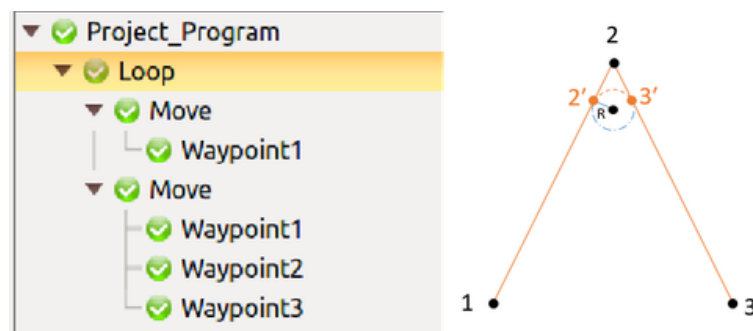 Project_Program
Loop
Move
Waypoint1
Move
Waypoint1
Waypoint2
Waypoint3
2
2′ 3′
R
1 3